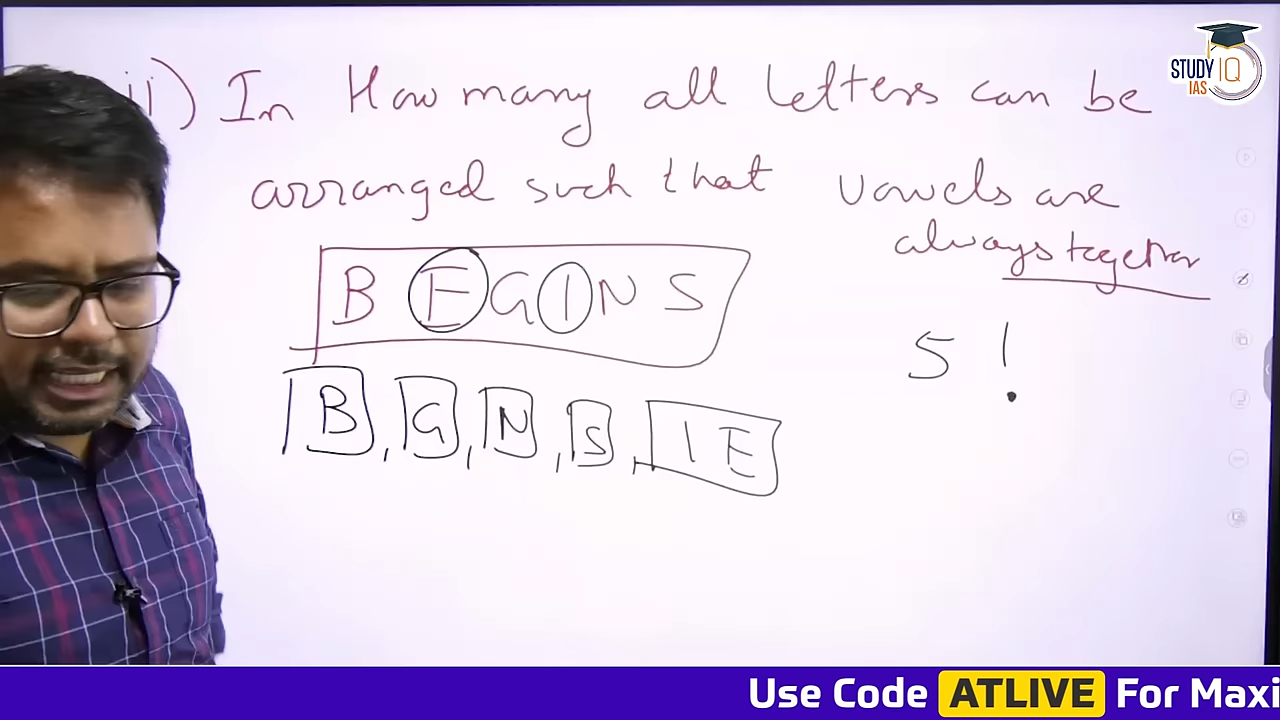 ii) In How many all letters can be
arranged such that vowels are
always together
B E G I N S
5 !
B , G , N , S , I E
STUDY IQ
IAS
Use Code ATLIVE For Maxi